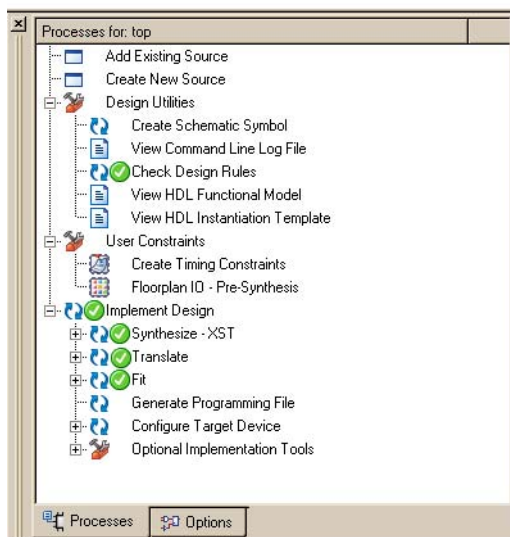 Processes for: top
Add Existing Source
Create New Source
Design Utilities
Create Schematic Symbol
View Command Line Log File
Check Design Rules
View HDL Functional Model
View HDL Instantiation Template
User Constraints
Create Timing Constraints
Floorplan IO - Pre-Synthesis
Implement Design
Synthesize - XST
Translate
Fit
Generate Programming File
Configure Target Device
Optional Implementation Tools
Processes Options